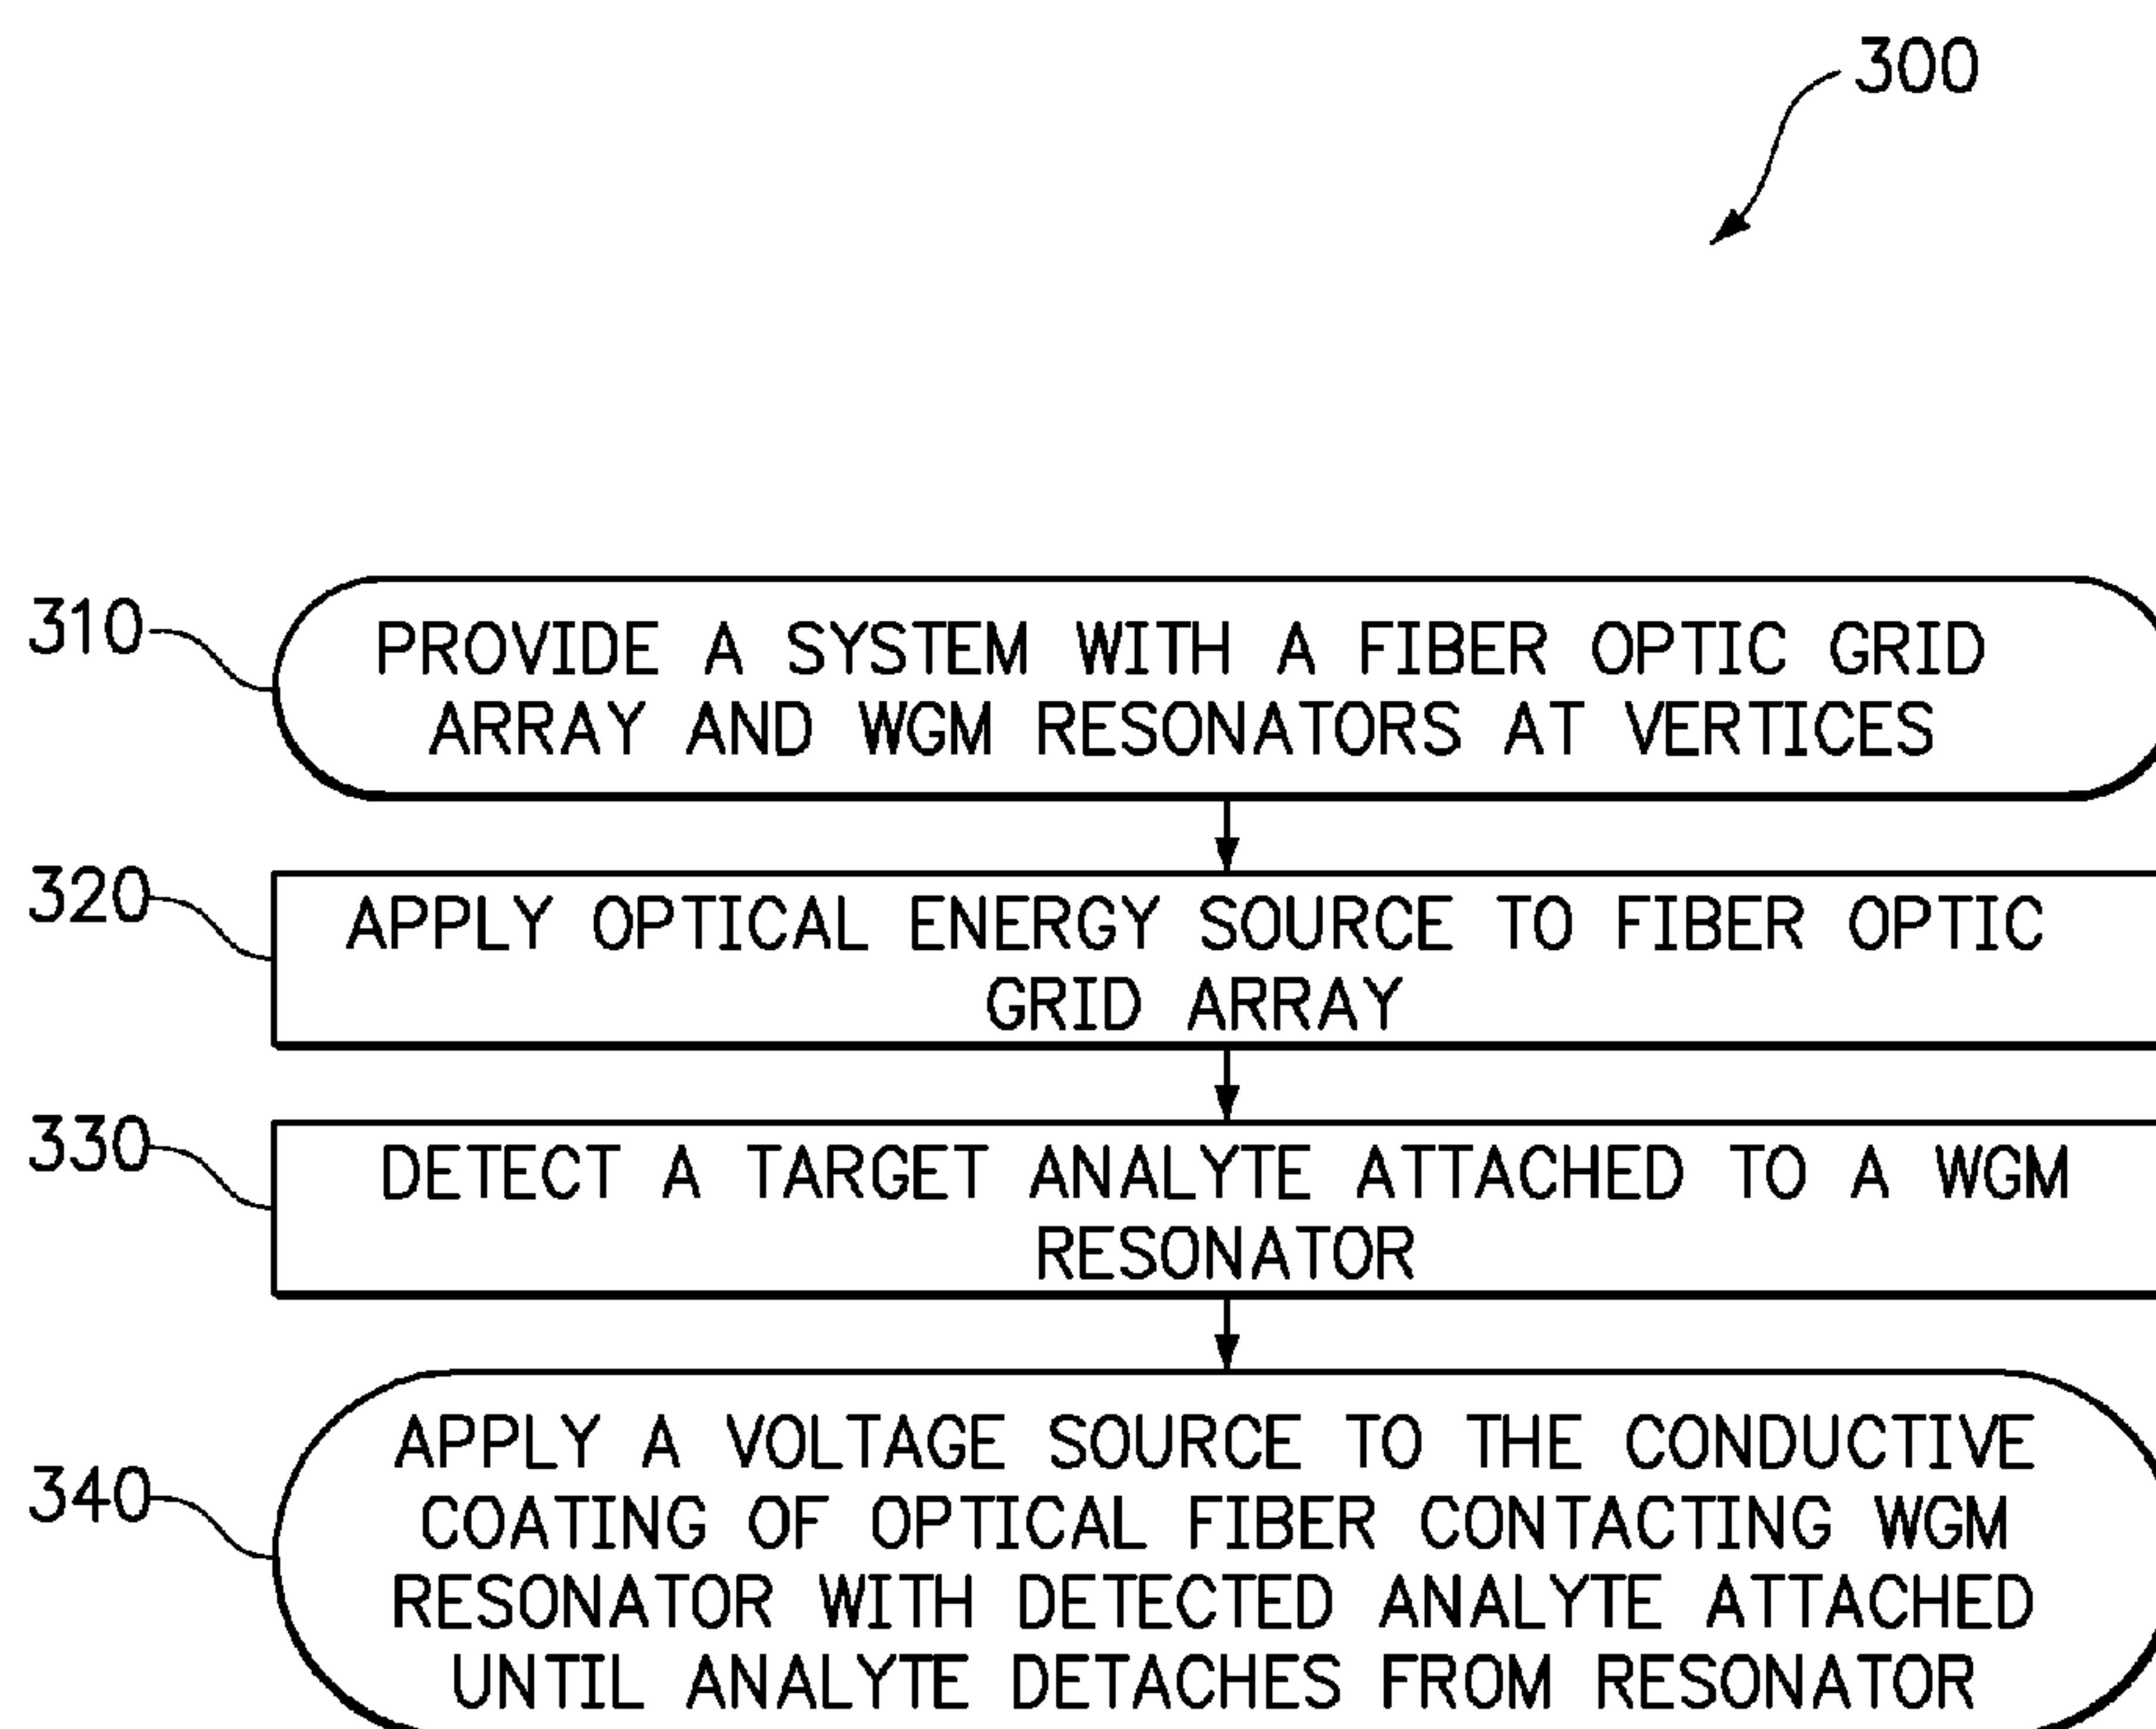 300
310
PROVIDE A SYSTEM WITH A FIBER OPTIC GRID
ARRAY AND WGM RESONATORS AT VERTICES
320
APPLY OPTICAL ENERGY SOURCE TO FIBER OPTIC
GRID ARRAY
330
DETECT A TARGET ANALYTE ATTACHED TO A WGM
RESONATOR
340
APPLY A VOLTAGE SOURCE TO THE CONDUCTIVE
COATING OF OPTICAL FIBER CONTACTING WGM
RESONATOR WITH DETECTED ANALYTE ATTACHED
UNTIL ANALYTE DETACHES FROM RESONATOR